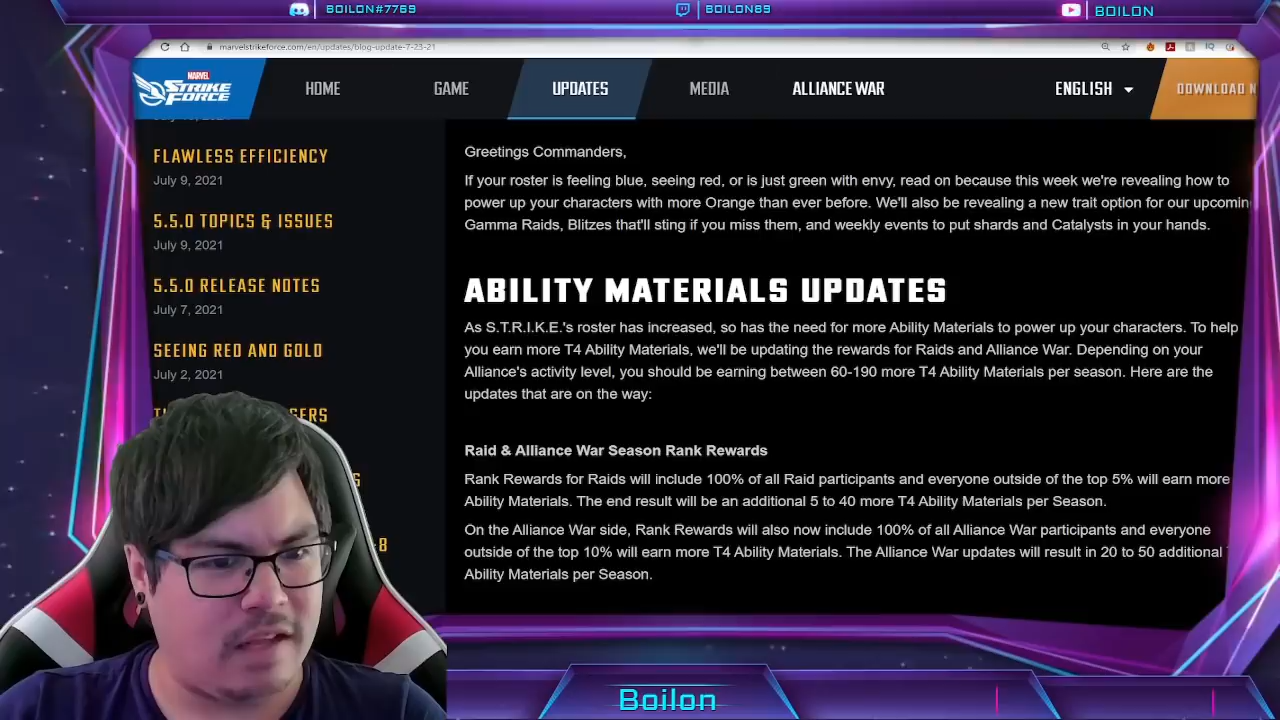 BOILON#7769
BOILON89
BOILON
marvelstrikeforce.com/en/updates/blog-update-7-23-21
MARVEL
STRIKE
FORCE
HOME
GAME
UPDATES
MEDIA
ALLIANCE WAR
ENGLISH
DOWNLOAD N
FLAWLESS EFFICIENCY
July 9, 2021
5.5.0 TOPICS & ISSUES
July 9, 2021
5.5.0 RELEASE NOTES
July 7, 2021
SEEING RED AND GOLD
July 2, 2021
Greetings Commanders,
If your roster is feeling blue, seeing red, or is just green with envy, read on because this week we're revealing how to
power up your characters with more Orange than ever before. We'll also be revealing a new trait option for our upcomin
Gamma Raids, Blitzes that'll sting if you miss them, and weekly events to put shards and Catalysts in your hands.
ABILITY MATERIALS UPDATES
As S.T.R.I.K.E.'s roster has increased, so has the need for more Ability Materials to power up your characters. To help
you earn more T4 Ability Materials, we'll be updating the rewards for Raids and Alliance War. Depending on your
Alliance's activity level, you should be earning between 60-190 more T4 Ability Materials per season. Here are the
updates that are on the way:
Raid & Alliance War Season Rank Rewards
Rank Rewards for Raids will include 100% of all Raid participants and everyone outside of the top 5% will earn more
Ability Materials. The end result will be an additional 5 to 40 more T4 Ability Materials per Season.
On the Alliance War side, Rank Rewards will also now include 100% of all Alliance War participants and everyone
outside of the top 10% will earn more T4 Ability Materials. The Alliance War updates will result in 20 to 50 additional
Ability Materials per Season.
Boilon